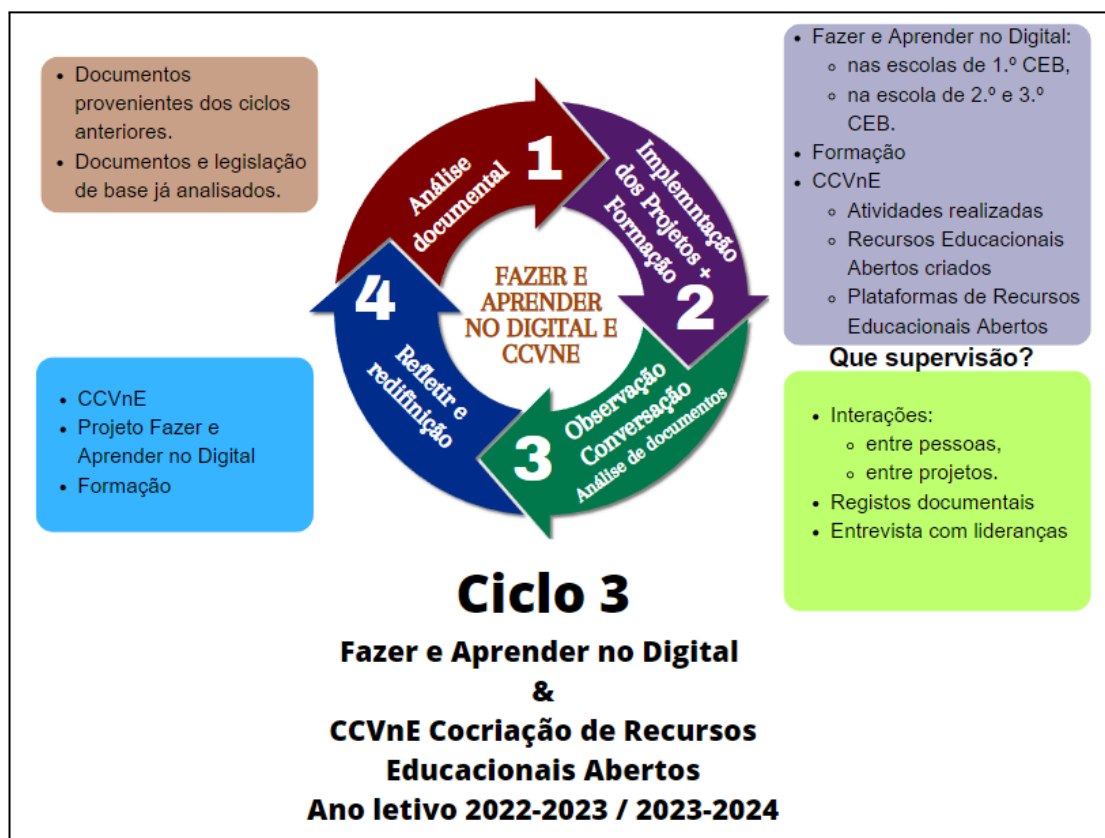 • Documentos
provenientes dos ciclos
anteriores.
• Documentos e legislação
de base já analisados.
1
Análise
documental
Implemntação
dos Projetos +
Formação
2
• Fazer e Aprender no Digital:
○ nas escolas de 1.º CEB,
○ na escola de 2.º e 3.º
CEB.
• Formação
• CCVnE
○ Atividades realizadas
○ Recursos Educacionais
Abertos criados
○ Plataformas de Recursos
Educacionais Abertos
FAZER E
APRENDER
NO DIGITAL E
CCVNE
4
Refletir e
redifinição
3
Observação
Conversação
Análise de documentos
• CCVnE
• Projeto Fazer e
Aprender no Digital
• Formação
Que supervisão?
• Interações:
○ entre pessoas,
○ entre projetos.
• Registos documentais
• Entrevista com lideranças
Ciclo 3
Fazer e Aprender no Digital
&
CCVnE Cocriação de Recursos
Educacionais Abertos
Ano letivo 2022-2023 / 2023-2024